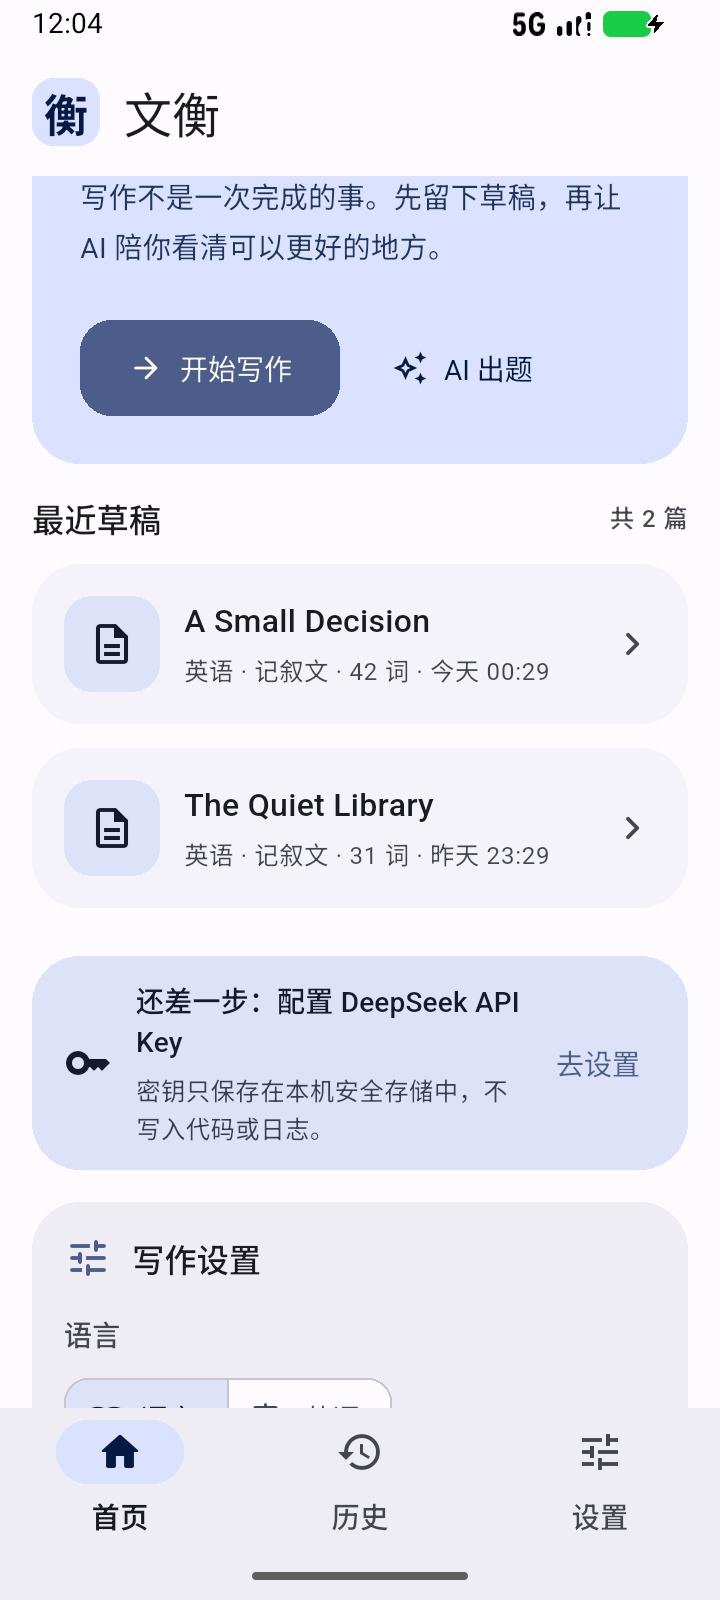 12:04
5G
衡 文衡
写作不是一次完成的事。先留下草稿，再让
AI 陪你看清可以更好的地方。
开始写作
AI 出题
最近草稿
共 2 篇
A Small Decision
英语 · 记叙文 · 42 词 · 今天 00:29
The Quiet Library
英语 · 记叙文 · 31 词 · 昨天 23:29
还差一步：配置 DeepSeek API
Key
密钥只保存在本机安全存储中，不
写入代码或日志。
去设置
写作设置
语言
首页
历史
设置